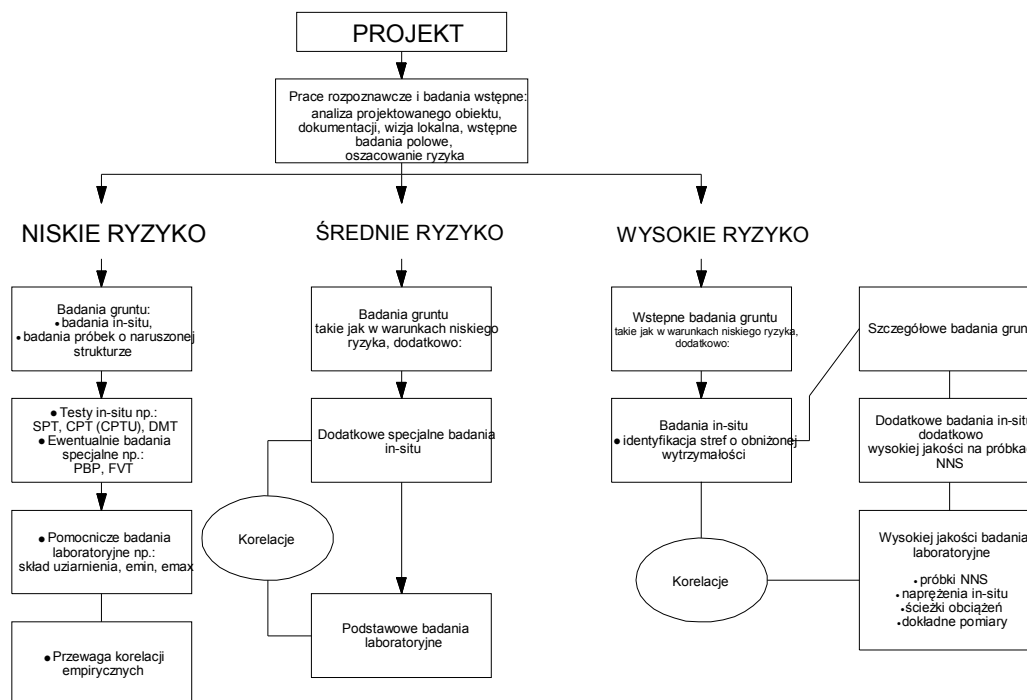 PROJEKT
Prace rozpoznawcze i badania wstępne:
analiza projektowanego obiektu,
dokumentacji, wizja lokalna, wstępne
badania polowe,
oszacowanie ryzyka
NISKIE RYZYKO
Badania gruntu:
• badania in-situ,
• badania próbek o naruszonej
strukturze
● Testy in-situ np.:
SPT, CPT (CPTU), DMT
● Ewentualnie badania
specjalne np.:
PBP, FVT
● Pomocnicze badania
laboratoryjne np.:
skład uziarnienia, emin, emax
● Przewaga korelacji
empirycznych
ŚREDNIE RYZYKO
Badania gruntu
takie jak w warunkach niskiego
ryzyka, dodatkowo:
Dodatkowe specjalne badania
in-situ
Korelacje
Podstawowe badania
laboratoryjne
WYSOKIE RYZYKO
Wstepne badania gruntu
takie jak w warunkach niskiego ryzyka,
dodatkowo:
Badania in-situ
● identyfikacja stref o obniżonej
wytrzymałości
Korelacje
Szczegółowe badania grun
Dodatkowe badania in-situ
dodatkowo
wysokiej jakości na próbka
NNS
Wysokiej jakości badania
laboratoryjne
• próbki NNS
• naprężenia in-situ
• ścieżki obciążeń
• dokładne pomiary